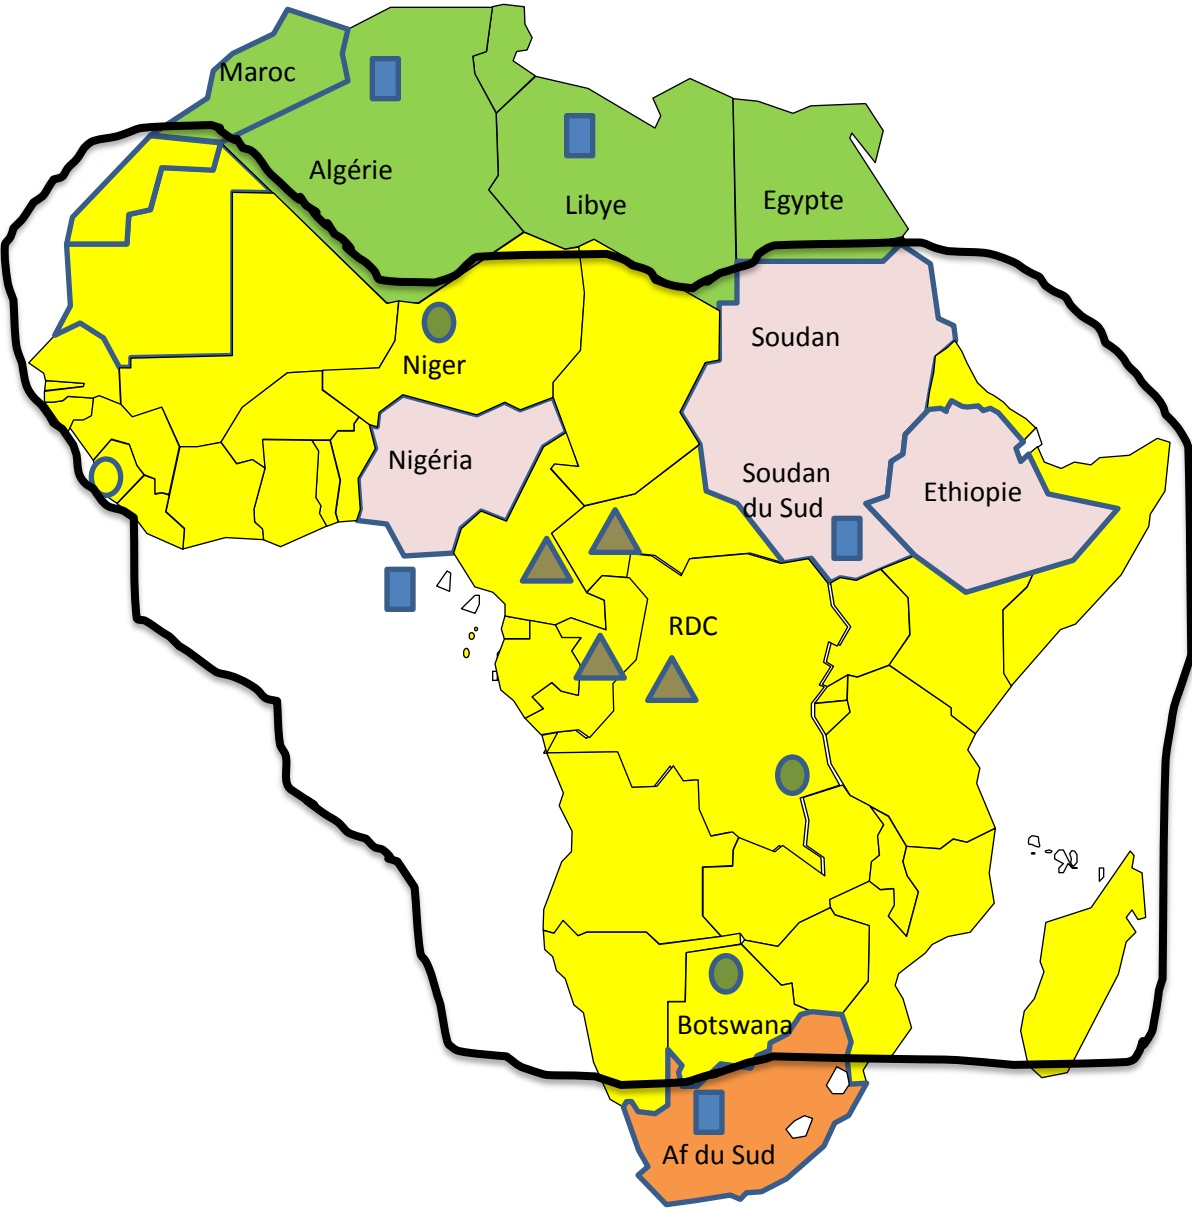 Maroc
Algérie
Libye
Egypte
Soudan
Niger
Nigéria
Soudan
du Sud
Ethiopie
RDC
Botswana
Af du Sud